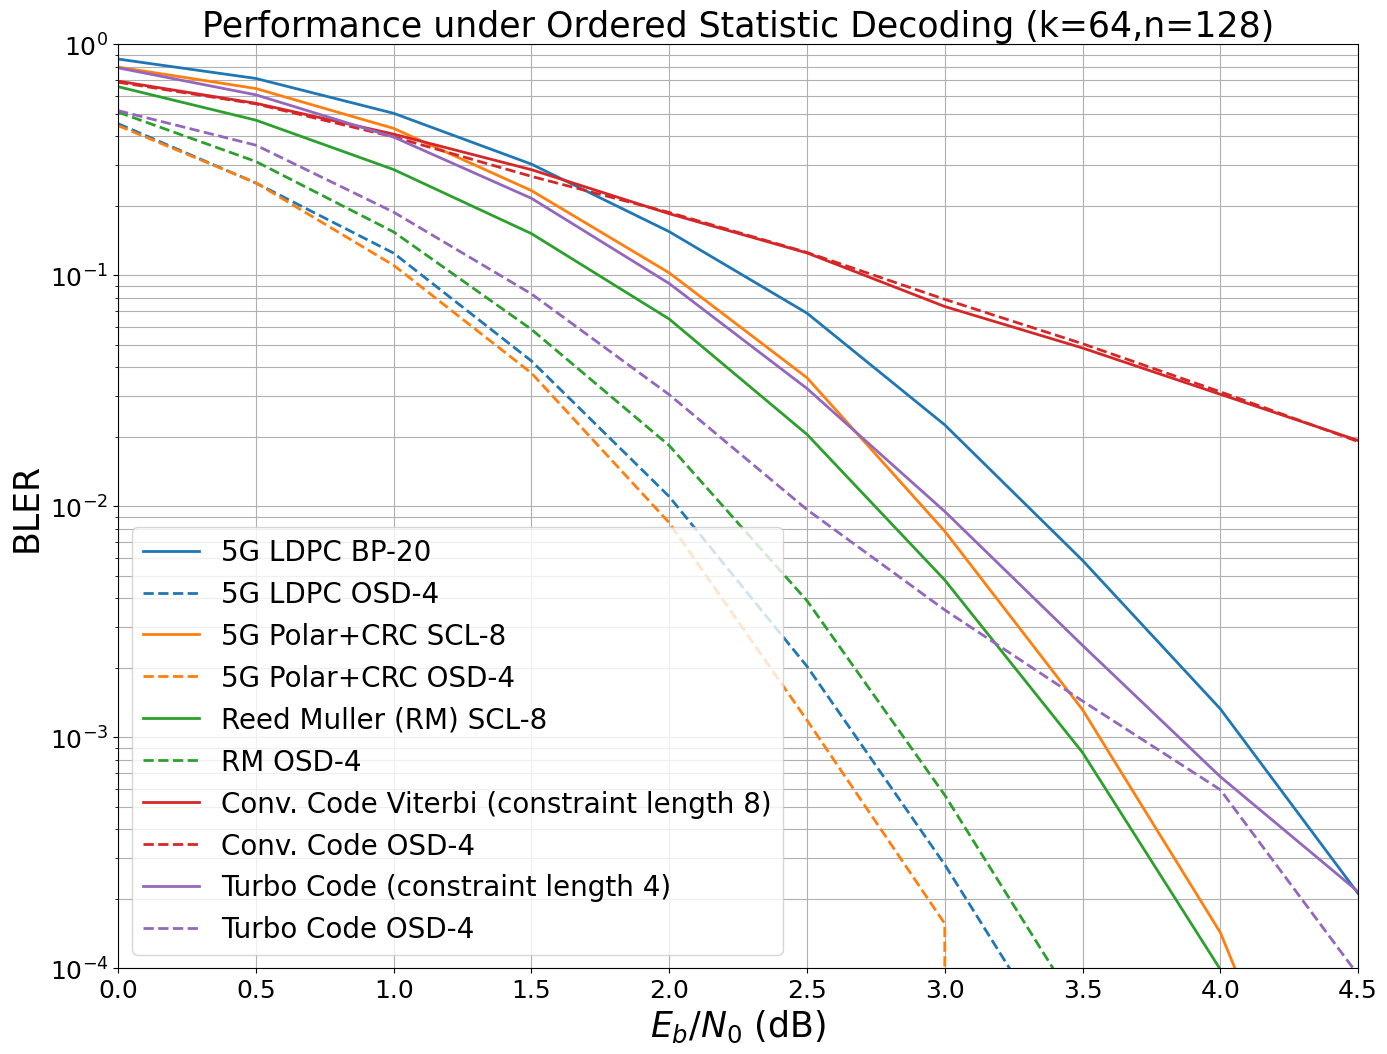 Performance under Ordered Statistic Decoding (k=64,n=128)
BLER
10⁰
10⁻¹
10⁻²
10⁻³
10⁻⁴
5G LDPC BP-20
5G LDPC OSD-4
5G Polar+CRC SCL-8
5G Polar+CRC OSD-4
Reed Muller (RM) SCL-8
RM OSD-4
Conv. Code Viterbi (constraint length 8)
Conv. Code OSD-4
Turbo Code (constraint length 4)
Turbo Code OSD-4
0.0 0.5 1.0 1.5 2.0 2.5 3.0 3.5 4.0 4.5
E_b/N_0 (dB)